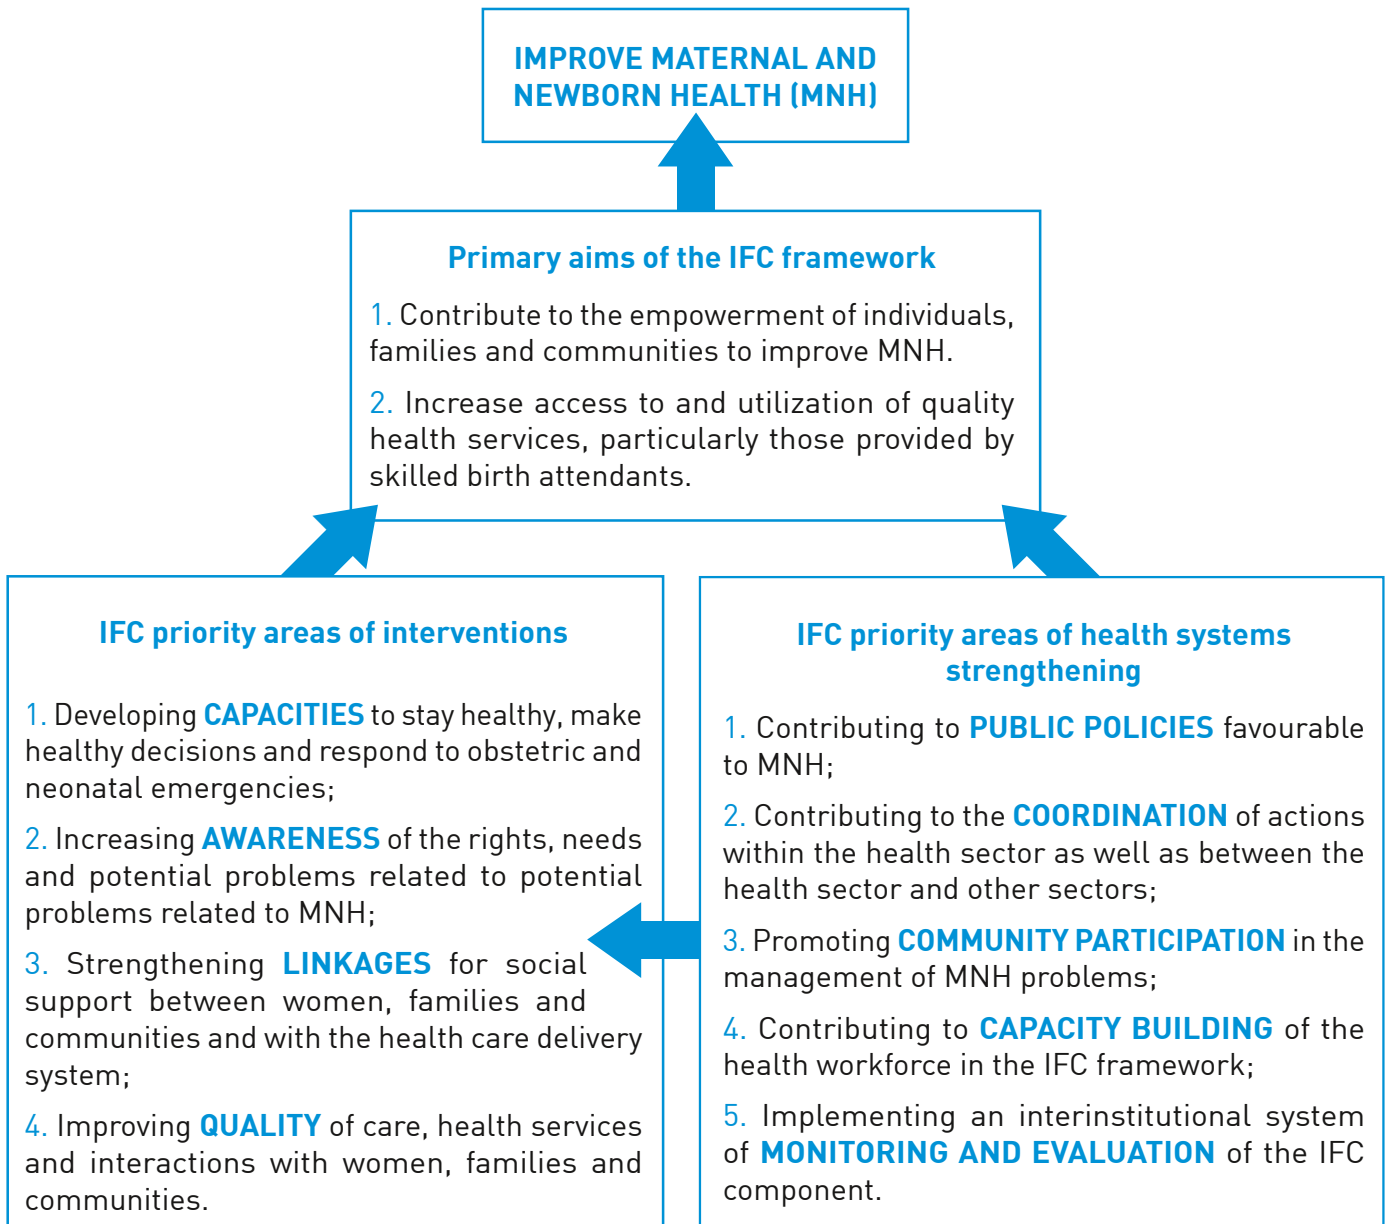 IMPROVE MATERNAL AND
NEWBORN HEALTH (MNH)
Primary aims of the IFC framework
1. Contribute to the empowerment of individuals,
families and communities to improve MNH.
2. Increase access to and utilization of quality
health services, particularly those provided by
skilled birth attendants.
IFC priority areas of interventions
1. Developing CAPACITIES to stay healthy, make
healthy decisions and respond to obstetric and
neonatal emergencies;
2. Increasing AWARENESS of the rights, needs
and potential problems related to potential
problems related to MNH;
3. Strengthening LINKAGES for social
support between women, families and
communities and with the health care delivery
system;
4. Improving QUALITY of care, health services
and interactions with women, families and
communities.
IFC priority areas of health systems
strengthening
1. Contributing to PUBLIC POLICIES favourable
to MNH;
2. Contributing to the COORDINATION of actions
within the health sector as well as between the
health sector and other sectors;
3. Promoting COMMUNITY PARTICIPATION in the
management of MNH problems;
4. Contributing to CAPACITY BUILDING of the
health workforce in the IFC framework;
5. Implementing an interinstitutional system
of MONITORING AND EVALUATION of the IFC
component.